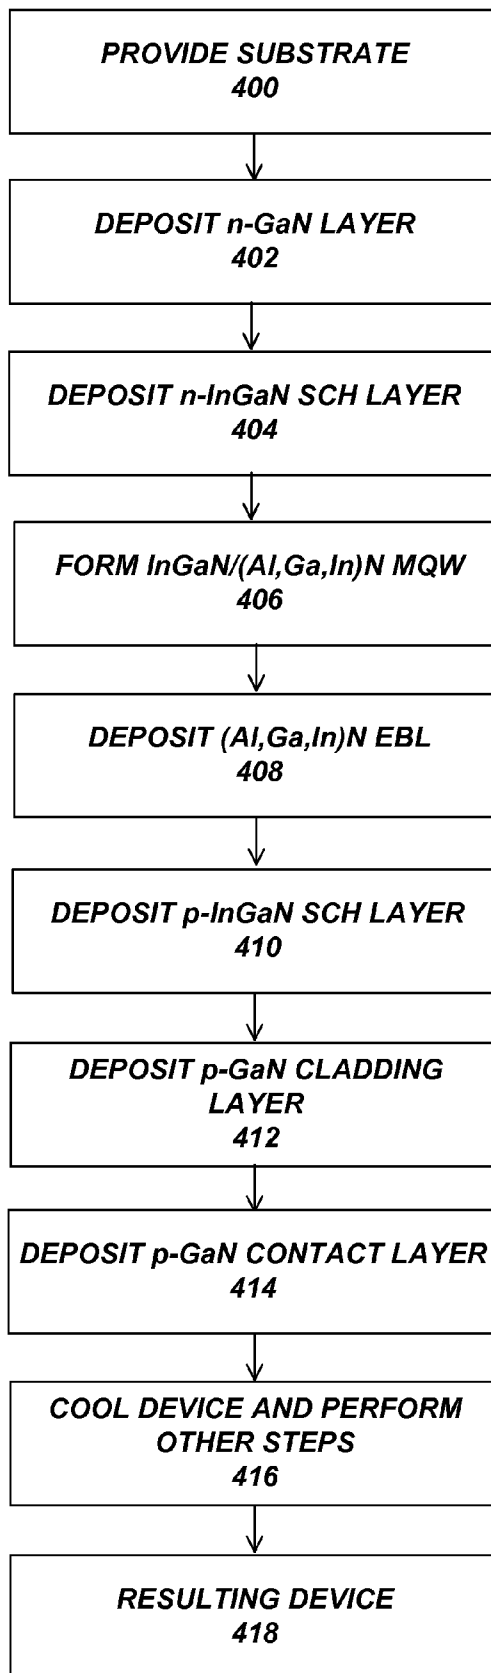 PROVIDE SUBSTRATE
400
DEPOSIT n-GaN LAYER
402
DEPOSIT n-InGaN SCH LAYER
404
FORM InGaN/(Al,Ga,In)N MQW
406
DEPOSIT (Al,Ga,In)N EBL
408
DEPOSIT p-InGaN SCH LAYER
410
DEPOSIT p-GaN CLADDING
LAYER
412
DEPOSIT p-GaN CONTACT LAYER
414
COOL DEVICE AND PERFORM
OTHER STEPS
416
RESULTING DEVICE
418